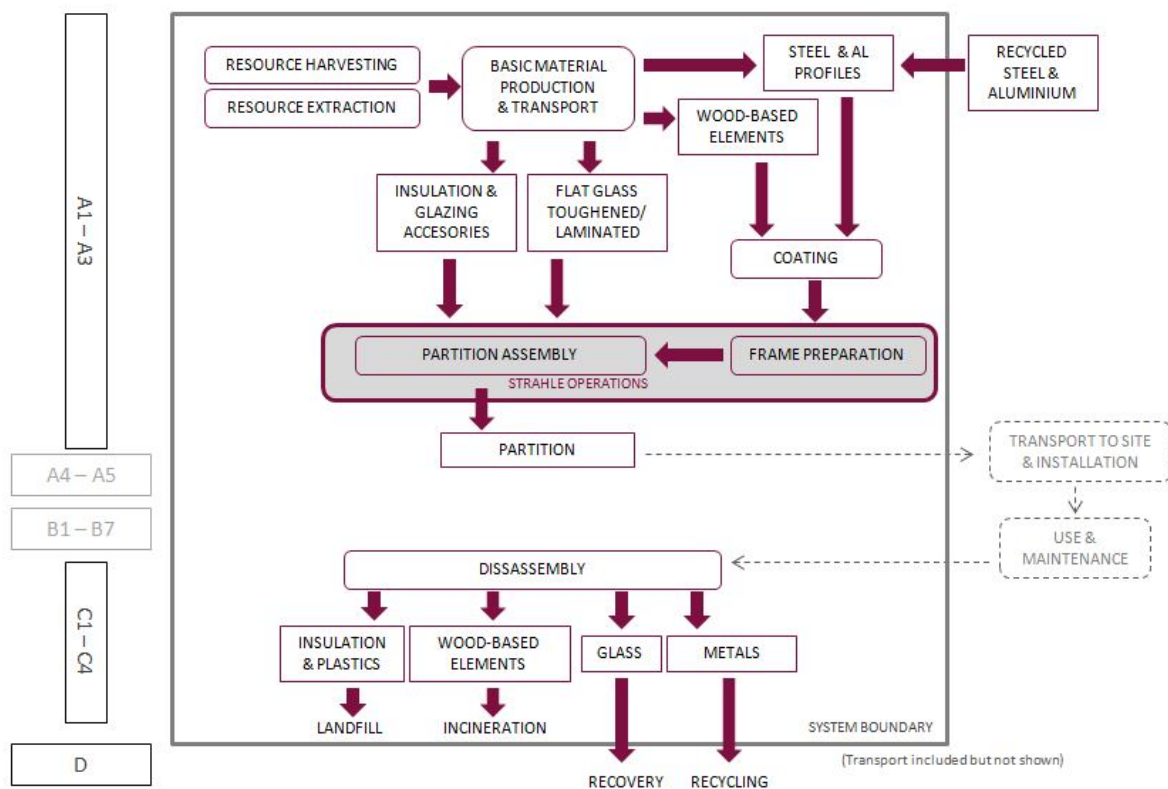 RESOURCE HARVESTING
RESOURCE EXTRACTION
BASIC MATERIAL
PRODUCTION
& TRANSPORT
STEEL & AL
PROFILES
RECYCLED
STEEL &
ALUMINIUM
WOOD-BASED
ELEMENTS
INSULATION &
GLAZING
ACCESORIES
FLAT GLASS
TOUGHENED/
LAMINATED
A1 – A3
COATING
PARTITION ASSEMBLY
FRAME PREPARATION
STRAHLE OPERATIONS
PARTITION
TRANSPORT TO SITE
& INSTALLATION
A4 – A5
B1 – B7
USE &
MAINTENANCE
DISSASSEMBLY
C1 – C4
INSULATION
& PLASTICS
WOOD-BASED
ELEMENTS
GLASS
METALS
LANDFILL
INCINERATION
SYSTEM BOUNDARY
D
RECOVERY
RECYCLING
(Transport included but not shown)